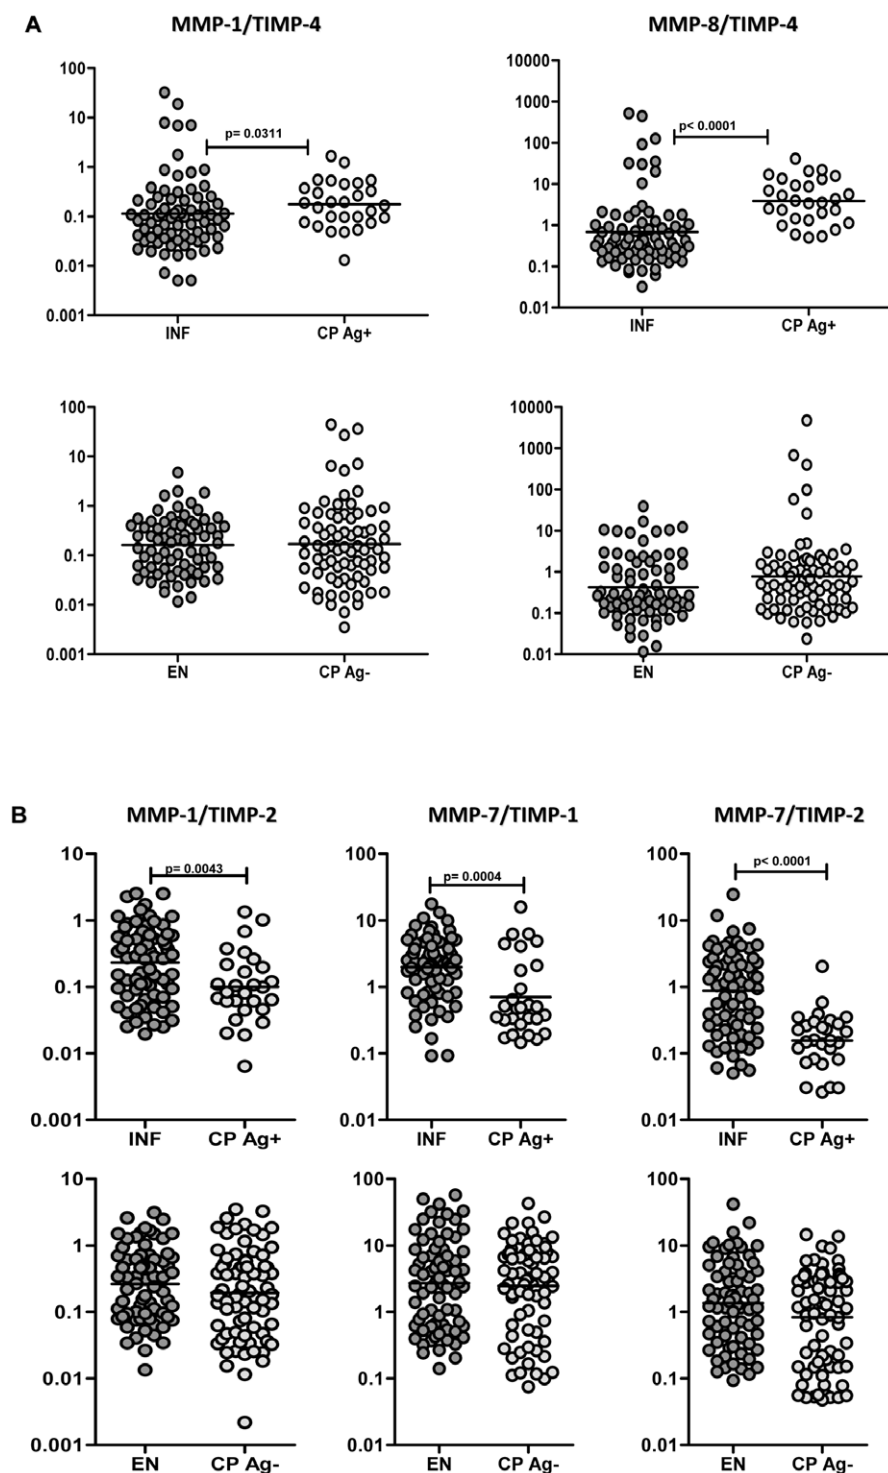 A
MMP-1/TIMP-4
MMP-8/TIMP-4
100
10
1
0.1
0.01
0.001
p= 0.0311
INF
CP Ag+
10000
1000
100
10
1
0.1
0.01
p< 0.0001
INF
CP Ag+
100
10
1
0.1
0.01
0.001
EN
CP Ag-
10000
1000
100
10
1
0.1
0.01
EN
CP Ag-
B
MMP-1/TIMP-2
MMP-7/TIMP-1
MMP-7/TIMP-2
10
1
0.1
0.01
0.001
p= 0.0043
INF
CP Ag+
100
10
1
0.1
0.01
p= 0.0004
INF
CP Ag+
100
10
1
0.1
0.01
p< 0.0001
INF
CP Ag+
10
1
0.1
0.01
0.001
EN
CP Ag-
100
10
1
0.1
0.01
EN
CP Ag-
100
10
1
0.1
0.01
EN
CP Ag-